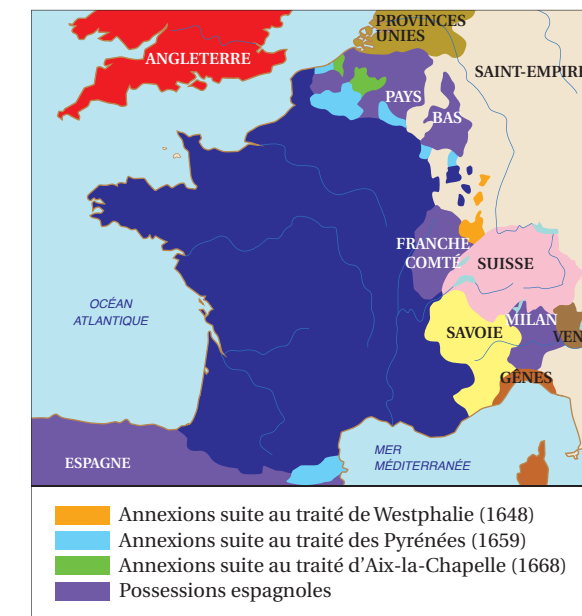 PROVINCES
UNIES
ANGLETERRE
SAINT-EMPIRE
PAYS
BAS
FRANCHE
COMTÉ
SUISSE
OCÉAN
ATLANTIQUE
SAVOIE
MILAN
VEN
GÊNES
MER
MÉDITERRANÉE
ESPAGNE
Annexions suite au traité de Westphalie (1648)
Annexions suite au traité des Pyrénées (1659)
Annexions suite au traité d'Aix-la-Chapelle (1668)
Possessions espagnoles